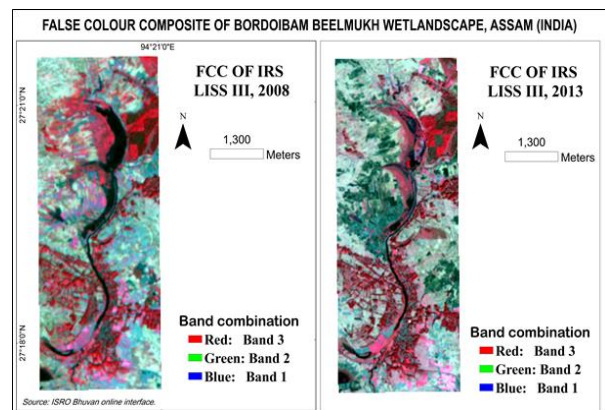 FALSE COLOUR COMPOSITE OF BORDOIBAM BEELMUKH WETLANDSCAPE, ASSAM (INDIA)
94°21'0"E
27°21'0"N
27°18'0"N
FCC OF IRS
LISS III, 2008
N
1,300
Meters
Band combination
Red: Band 3
Green: Band 2
Blue: Band 1
Source: ISRO Bhuvan online interface.
FCC OF IRS
LISS III, 2013
N
1,300
Meters
Band combination
Red: Band 3
Green: Band 2
Blue: Band 1